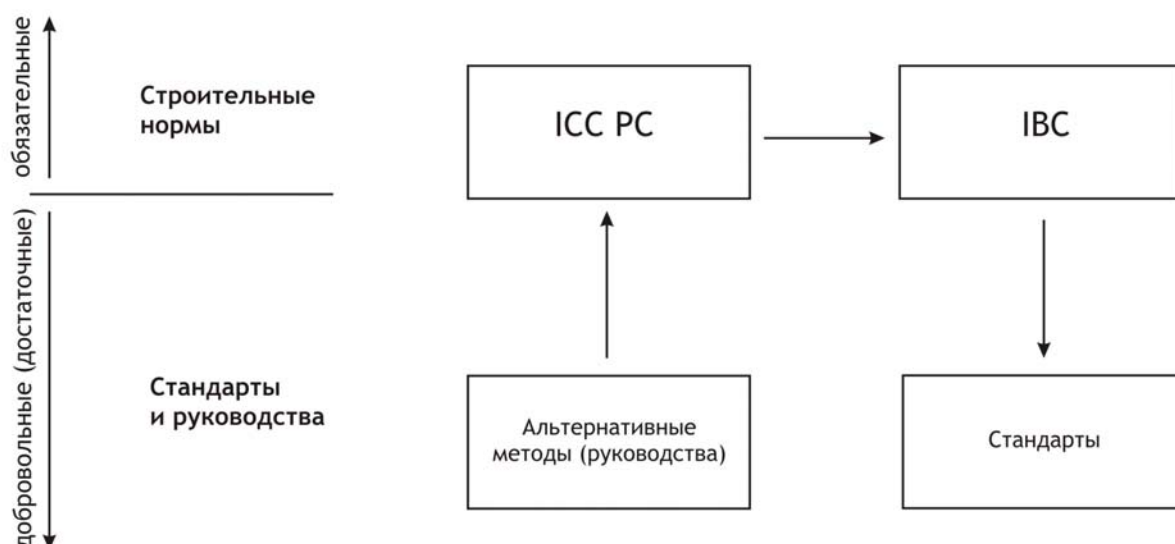 обязательные
Строительные
нормы
ICC PC
IBC
добровольные (достаточные)
Стандарты
и руководства
Альтернативные
методы (руководства)
Стандарты